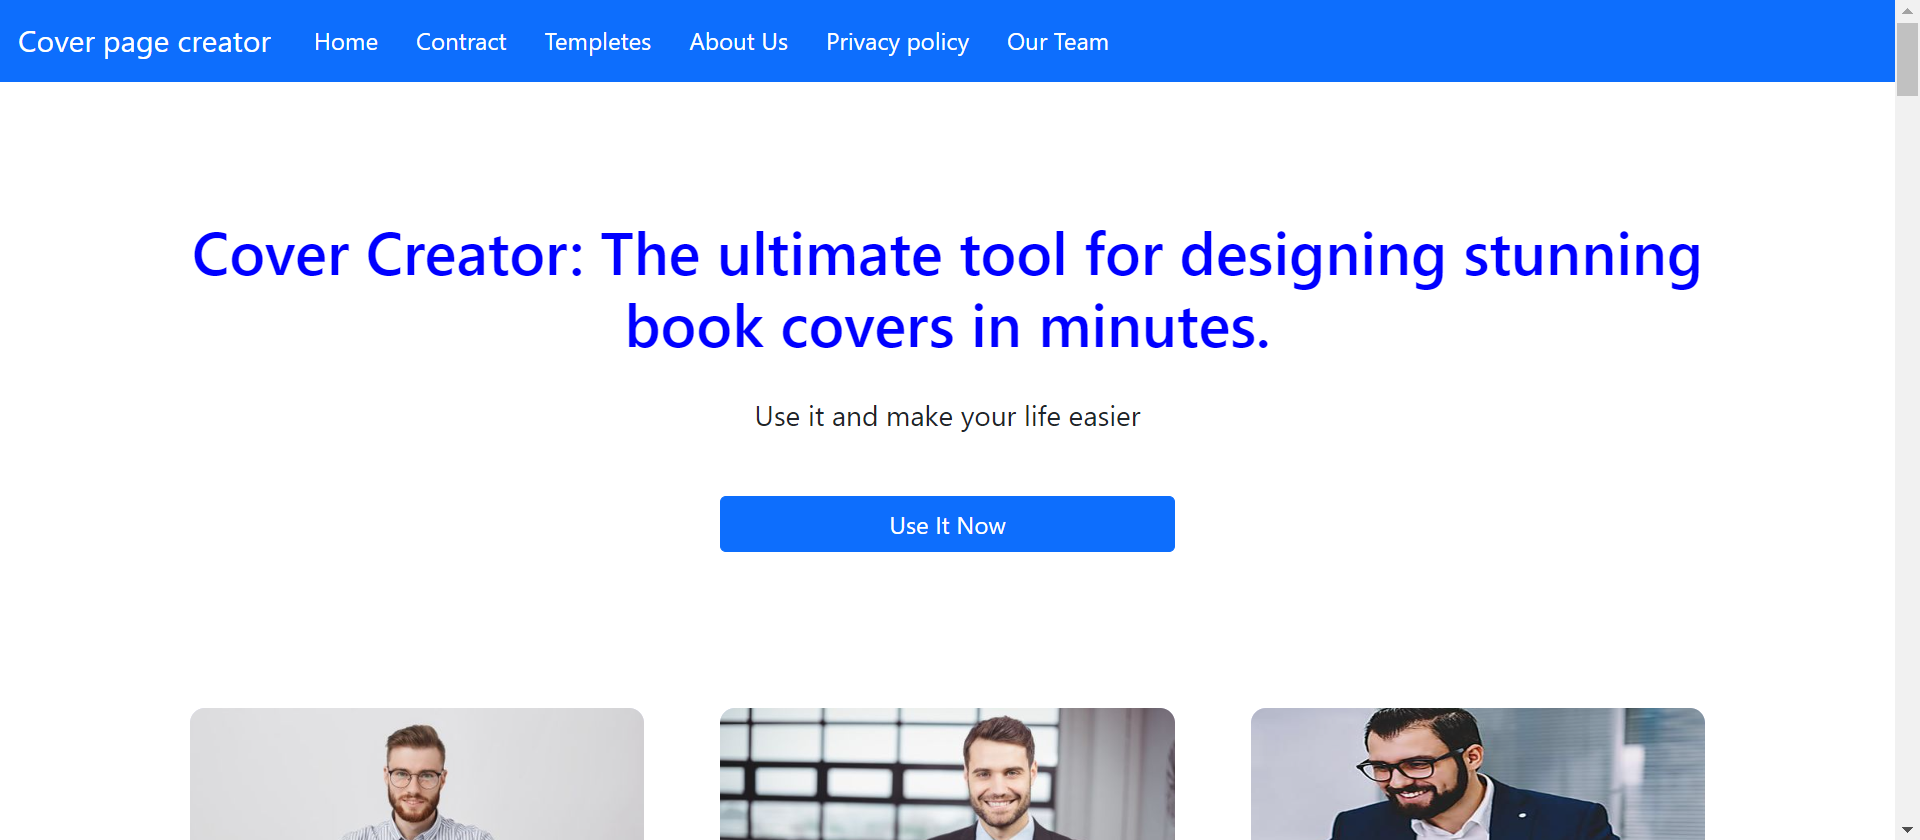 Cover page creator Home Contract Templetes About Us Privacy policy Our Team
Cover Creator: The ultimate tool for designing stunning
book covers in minutes.
Use it and make your life easier
Use It Now